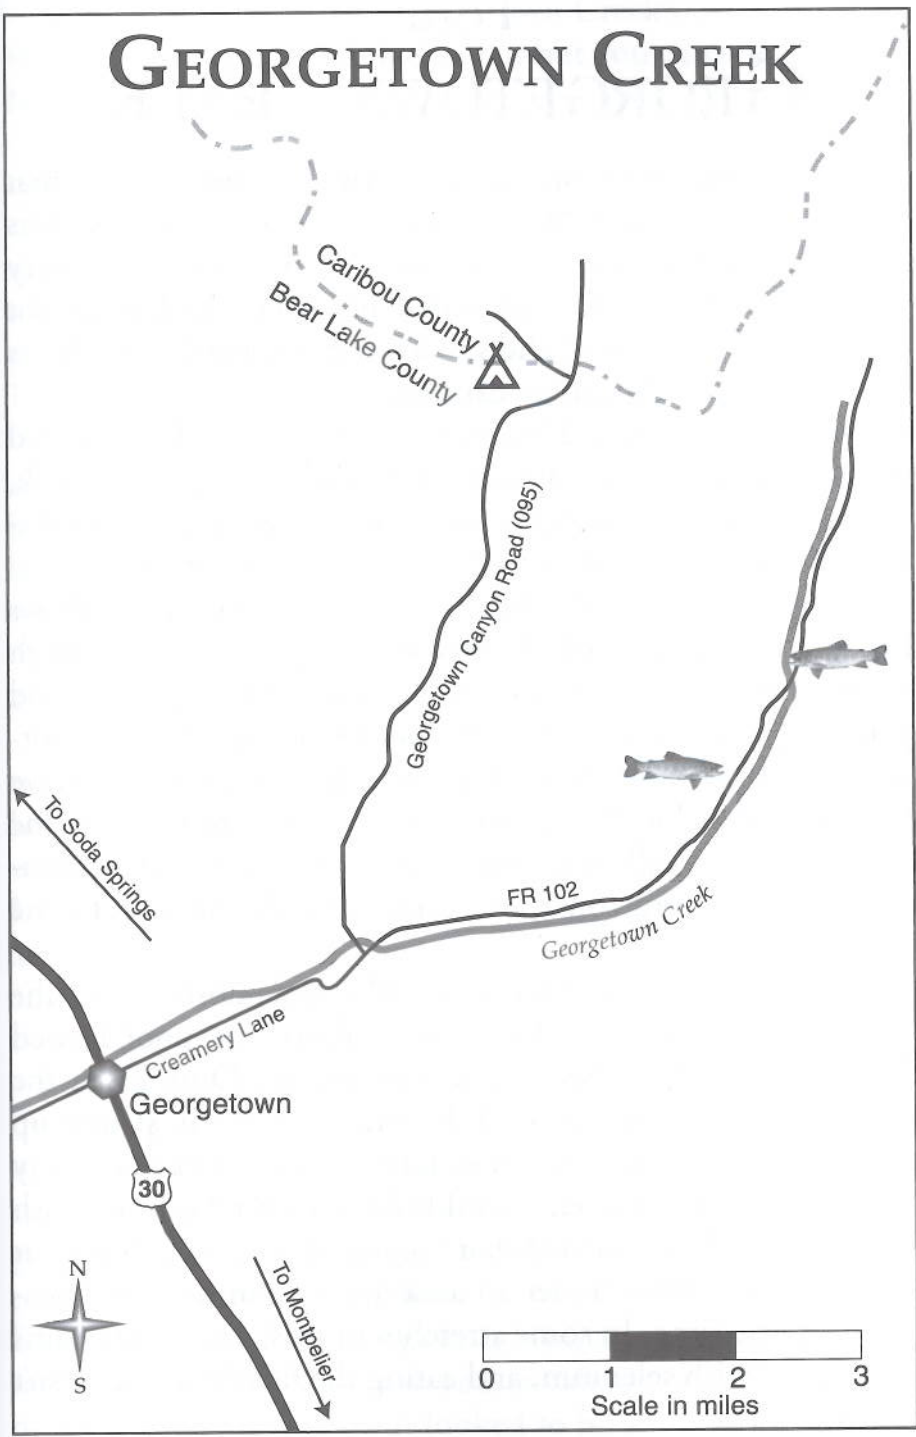 GEORGETOWN CREEK
Caribou County
Bear Lake County
Georgetown Canyon Road (095)
To Soda Springs
FR 102
Georgetown Creek
Creamery Lane
Georgetown
30
N
S
To Montpelier
0 1 2 3
Scale in miles